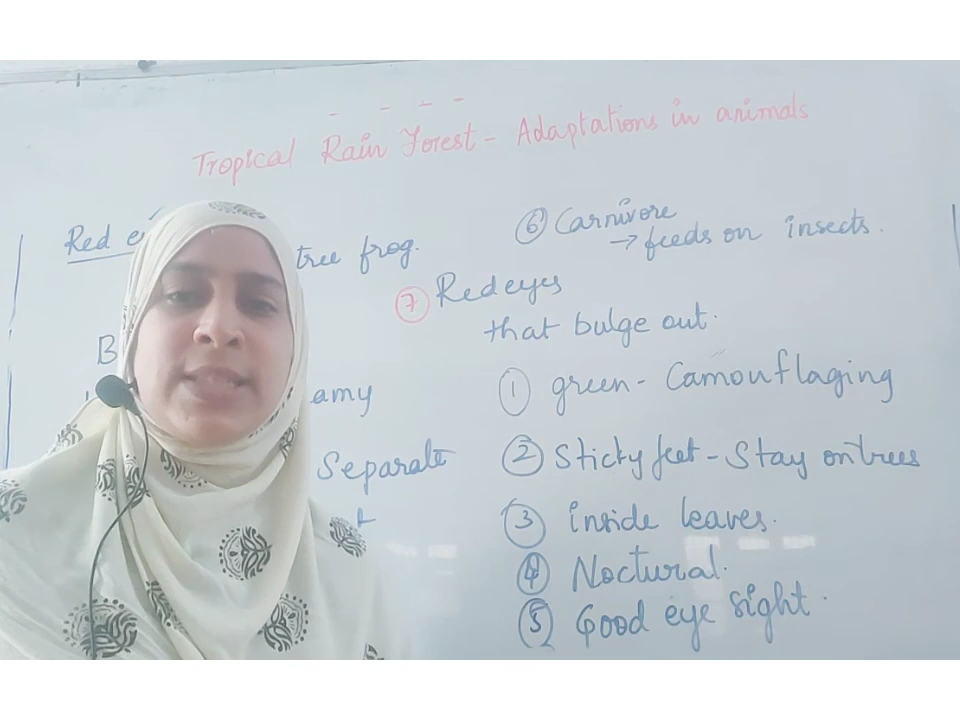 Tropical Rain Forest - Adaptations in animals
Red e tree frog.
B
amy
Separate
⑥ Carnivore
→ feeds on insects.
⑦ Red eyes
that bulge out.
① green - Camouflaging
② Sticky feet - Stay on trees
③ inside leaves.
④ Noctural.
⑤ Good eye sight.